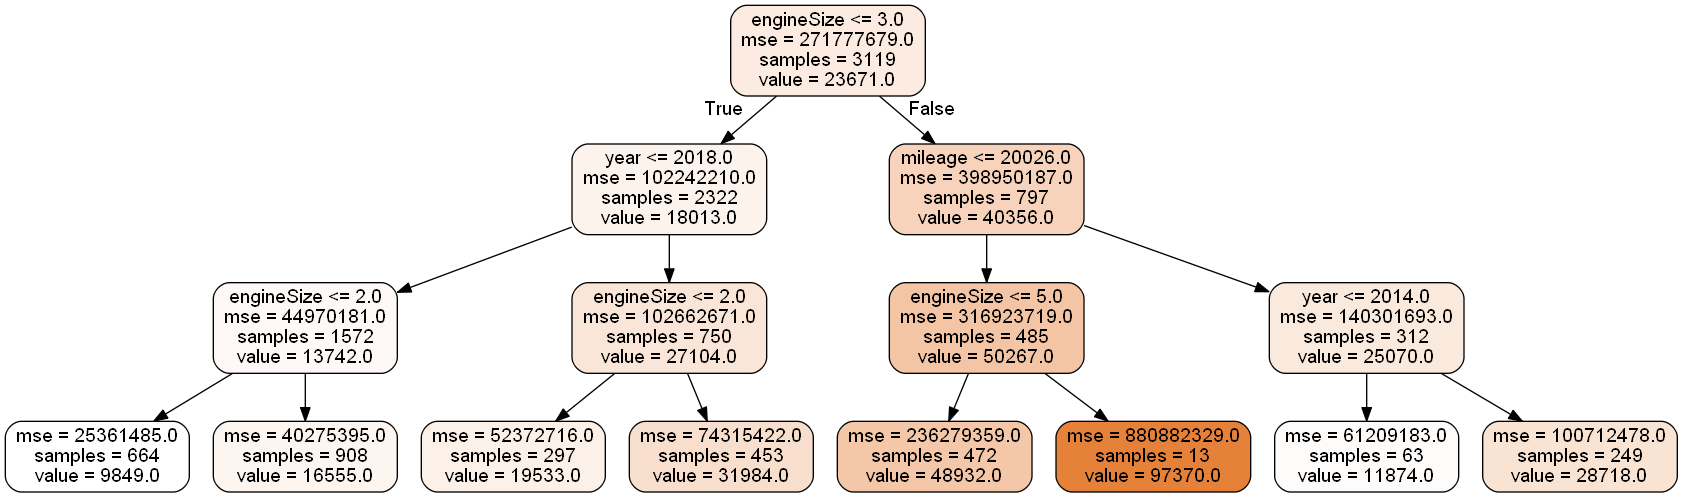 engineSize <= 3.0
mse = 271777679.0
samples = 3119
value = 23671.0
True
False
year <= 2018.0
mse = 102242210.0
samples = 2322
value = 18013.0
mileage <= 20026.0
mse = 398950187.0
samples = 797
value = 40356.0
engineSize <= 2.0
mse = 44970181.0
samples = 1572
value = 13742.0
engineSize <= 2.0
mse = 102662671.0
samples = 750
value = 27104.0
engineSize <= 5.0
mse = 316923719.0
samples = 485
value = 50267.0
year <= 2014.0
mse = 140301693.0
samples = 312
value = 25070.0
mse = 25361485.0
samples = 664
value = 9849.0
mse = 40275395.0
samples = 908
value = 16555.0
mse = 52372716.0
samples = 297
value = 19533.0
mse = 74315422.0
samples = 453
value = 31984.0
mse = 236279359.0
samples = 472
value = 48932.0
mse = 880882329.0
samples = 13
value = 97370.0
mse = 61209183.0
samples = 63
value = 11874.0
mse = 100712478.0
samples = 249
value = 28718.0